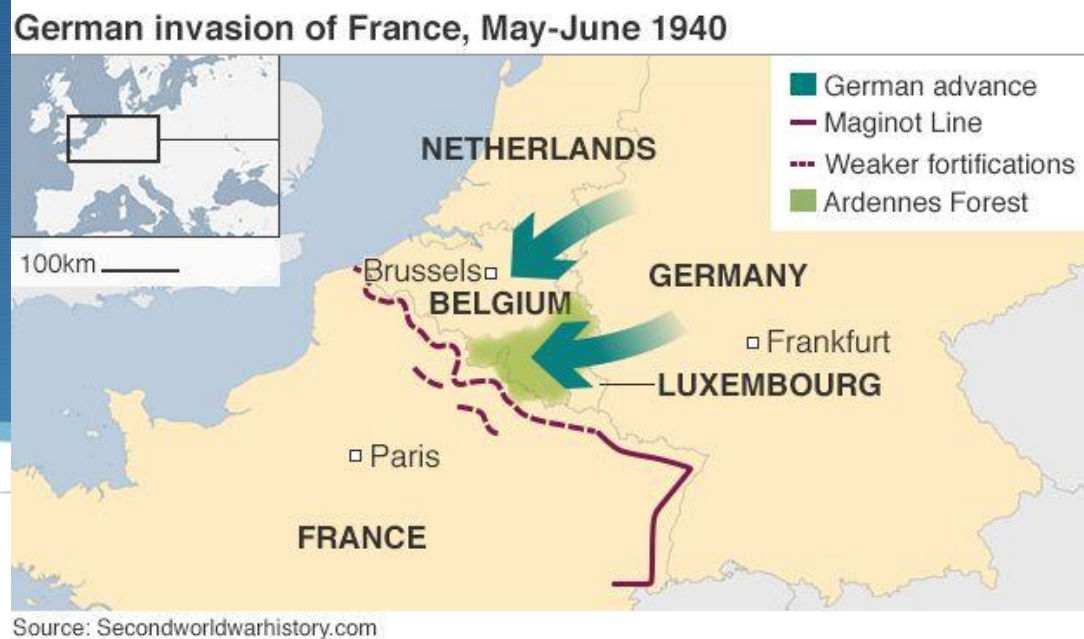 German invasion of France, May-June 1940
German advance
Maginot Line
Weaker fortifications
Ardennes Forest
100km
NETHERLANDS
Brussels
BELGIUM
GERMANY
Frankfurt
LUXEMBOURG
Paris
FRANCE
Source: Secondworldwarhistory.com